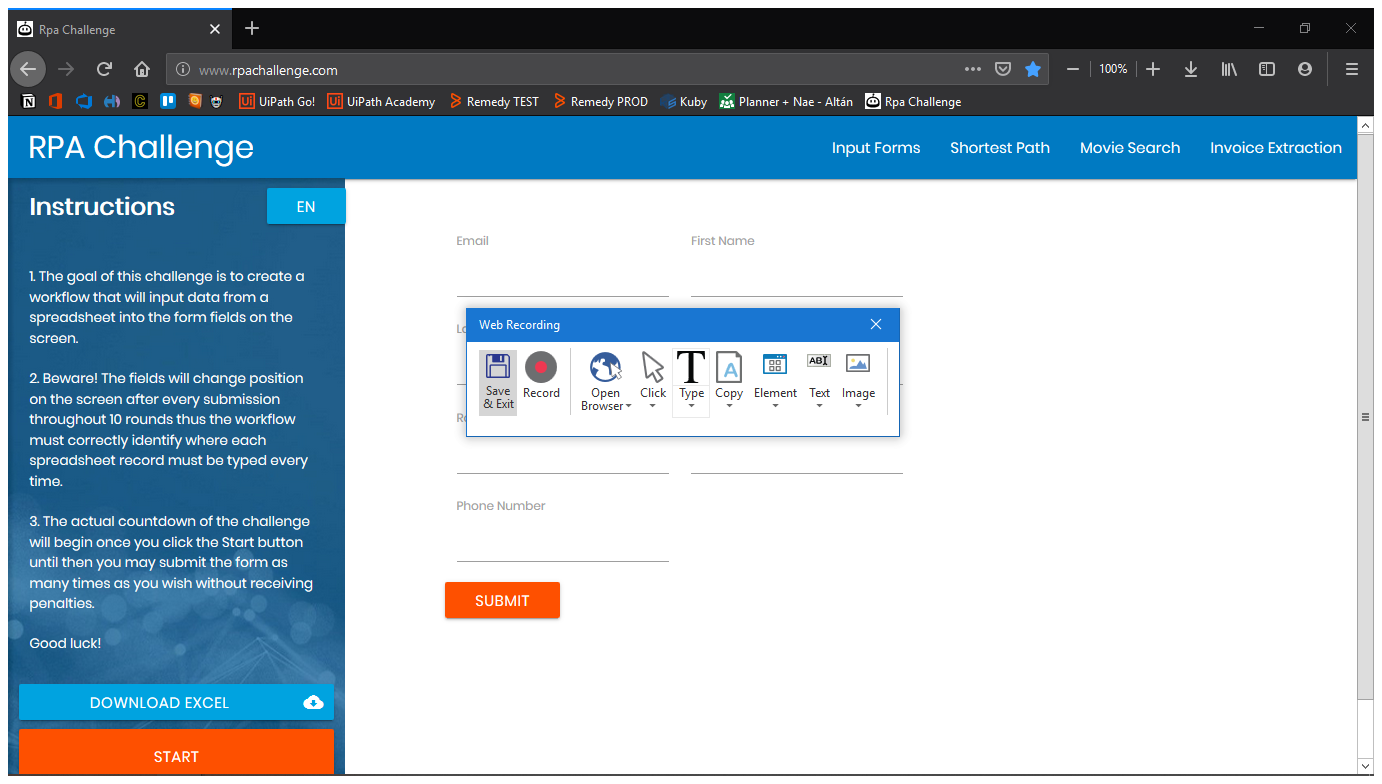 Rpa Challenge
www.rpachallenge.com
100%
UiPath Go!
UiPath Academy
Remedy TEST
Remedy PROD
Kuby
Planner + Nae - Altán
Rpa Challenge
RPA Challenge
Input Forms
Shortest Path
Movie Search
Invoice Extraction
Instructions
EN
1. The goal of this challenge is to create a
workflow that will input data from a
spreadsheet into the form fields on the
screen.
2. Beware! The fields will change position
on the screen after every submission
throughout 10 rounds thus the workflow
must correctly identify where each
spreadsheet record must be typed every
time.
3. The actual countdown of the challenge
will begin once you click the Start button
until then you may submit the form as
many times as you wish without receiving
penalties.
Good luck!
DOWNLOAD EXCEL
START
Email
First Name
Web Recording
Save
& Exit
Record
Open
Browser
Click
Type
Copy
Element
Text
Image
Phone Number
SUBMIT